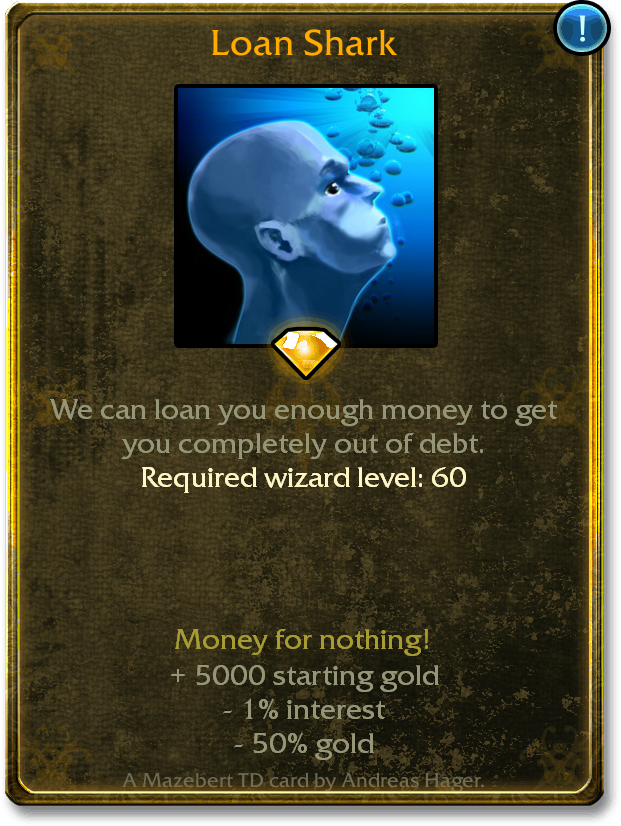 Loan Shark
!
We can loan you enough money to get
you completely out of debt.
Required wizard level: 60
Money for nothing!
+ 5000 starting gold
- 1% interest
- 50% gold
A Mazebert TD card by Andreas Hager.